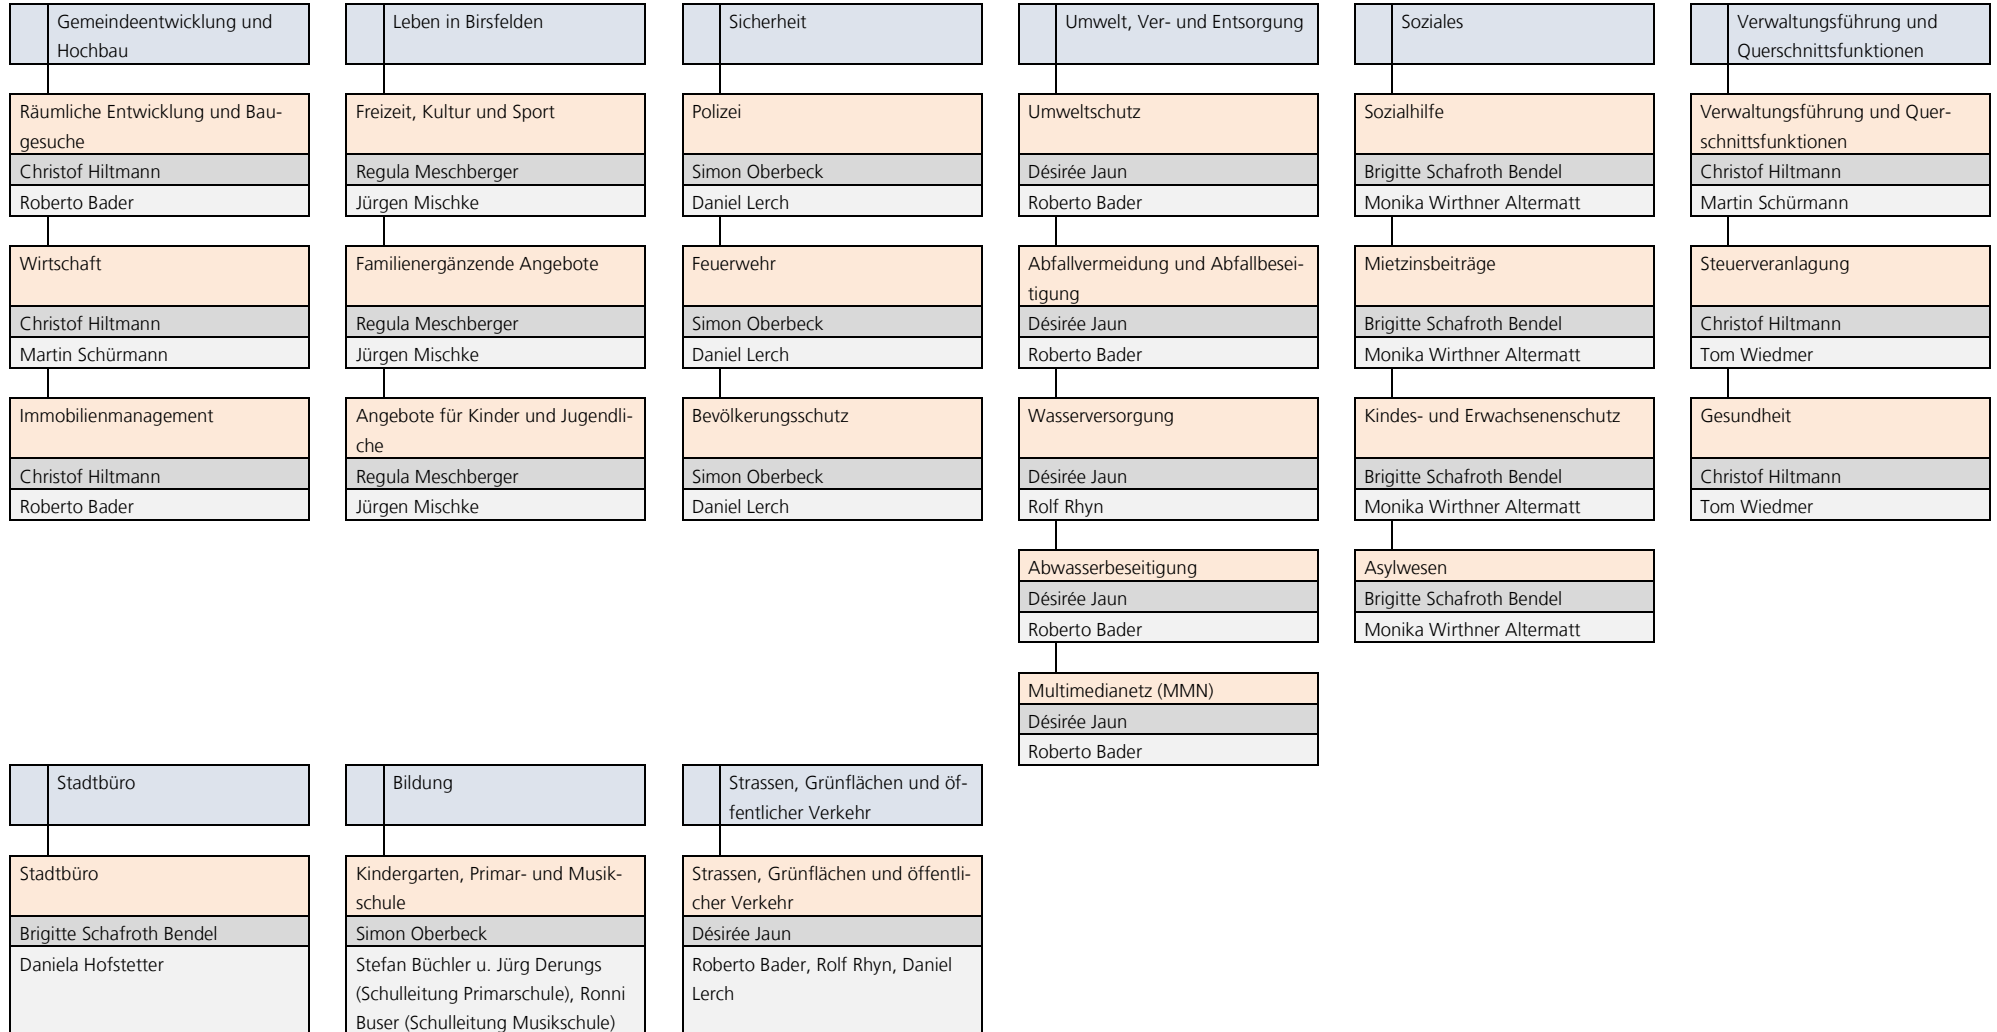 Gemeindeentwicklung und
Hochbau
Räumliche Entwicklung und Bau-
gesuche
Christof Hiltmann
Roberto Bader
Wirtschaft
Christof Hiltmann
Martin Schürmann
Immobilienmanagement
Christof Hiltmann
Roberto Bader
Leben in Birsfelden
Freizeit, Kultur und Sport
Regula Meschberger
Jürgen Mischke
Familienergänzende Angebote
Regula Meschberger
Jürgen Mischke
Angebote für Kinder und Jugendli-
che
Regula Meschberger
Jürgen Mischke
Sicherheit
Polizei
Simon Oberbeck
Daniel Lerch
Feuerwehr
Simon Oberbeck
Daniel Lerch
Bevölkerungsschutz
Simon Oberbeck
Daniel Lerch
Umwelt, Ver- und Entsorgung
Umweltschutz
Désirée Jaun
Roberto Bader
Abfallvermeidung und Abfallbesei-
tigung
Désirée Jaun
Roberto Bader
Wasserversorgung
Désirée Jaun
Rolf Rhyn
Abwasserbeseitigung
Désirée Jaun
Roberto Bader
Multimedianetz (MMN)
Désirée Jaun
Roberto Bader
Soziales
Sozialhilfe
Brigitte Schafroth Bendel
Monika Wirthner Altermatt
Mietzinsbeiträge
Brigitte Schafroth Bendel
Monika Wirthner Altermatt
Kindes- und Erwachsenenschutz
Brigitte Schafroth Bendel
Monika Wirthner Altermatt
Asylwesen
Brigitte Schafroth Bendel
Monika Wirthner Altermatt
Verwaltungsführung und
Querschnittsfunktionen
Verwaltungsführung und Quer-
schnittsfunktionen
Christof Hiltmann
Martin Schürmann
Steuerveranlagung
Christof Hiltmann
Tom Wiedmer
Gesundheit
Christof Hiltmann
Tom Wiedmer
Stadtbüro
Stadtbüro
Brigitte Schafroth Bendel
Daniela Hofstetter
Bildung
Kindergarten, Primar- und Musik-
schule
Simon Oberbeck
Stefan Büchler u. Jürg Derungs
(Schulleitung Primarschule), Ronni
Buser (Schulleitung Musikschule)
Strassen, Grünflächen und öf-
fentlicher Verkehr
Strassen, Grünflächen und öffentli-
cher Verkehr
Désirée Jaun
Roberto Bader, Rolf Rhyn, Daniel
Lerch